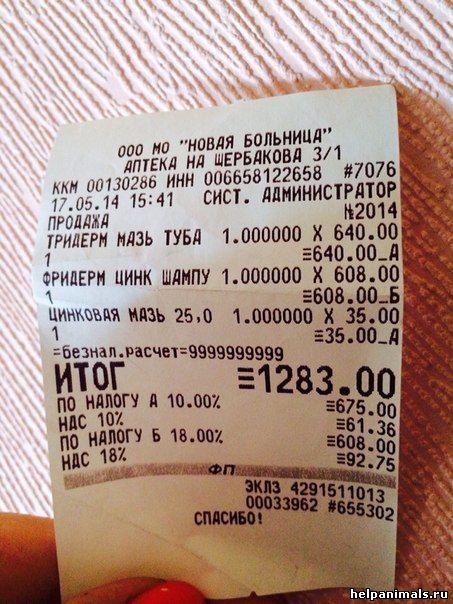 ООО МО "НОВАЯ БОЛЬНИЦА"
АПТЕКА НА ЩЕРБАКОВА 3/1
ККМ 00130286 ИНН 006658122658 #7076
17.05.14 15:41 СИСТ. АДМИНИСТРАТОР
ПРОДАЖА №2014
ТРИДЕРМ МАЗЬ ТУБА 1.000000 X 640.00
1 ≡640.00_А
ФРИДЕРМ ЦИНК ШАМПУ 1.000000 X 608.00
1 ≡608.00_Б
ЦИНКОВАЯ МАЗЬ 25,0 1.000000 X 35.00
1 ≡35.00_А
=безнал.расчет=9999999999
ИТОГ ≡1283.00
ПО НАЛОГУ А 10.00% ≡675.00
НДС 10% ≡61.36
ПО НАЛОГУ Б 18.00% ≡608.00
НДС 18% ≡92.75
ФП
ЭКЛЗ 4291511013
00033962 #655302
СПАСИБО!
helpanimals.ru